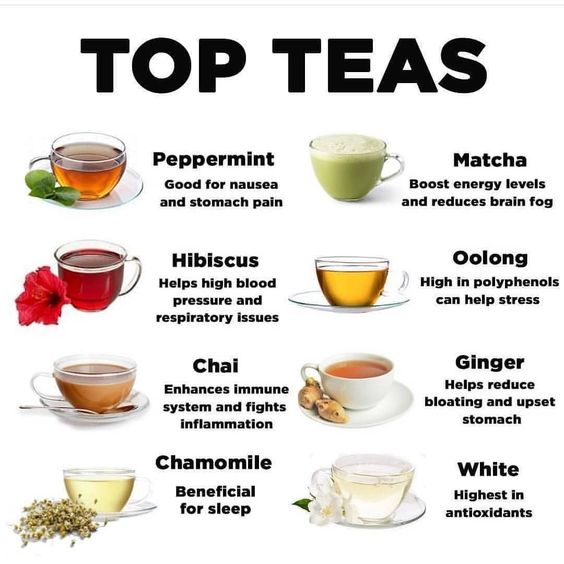 TOP TEAS
Peppermint
Good for nausea
and stomach pain
Matcha
Boost energy levels
and reduces brain fog
Hibiscus
Helps high blood
pressure and
respiratory issues
Oolong
High in polyphenols
can help stress
Chai
Enhances immune
system and fights
inflammation
Ginger
Helps reduce
bloating and upset
stomach
Chamomile
Beneficial
for sleep
White
Highest in
antioxidants